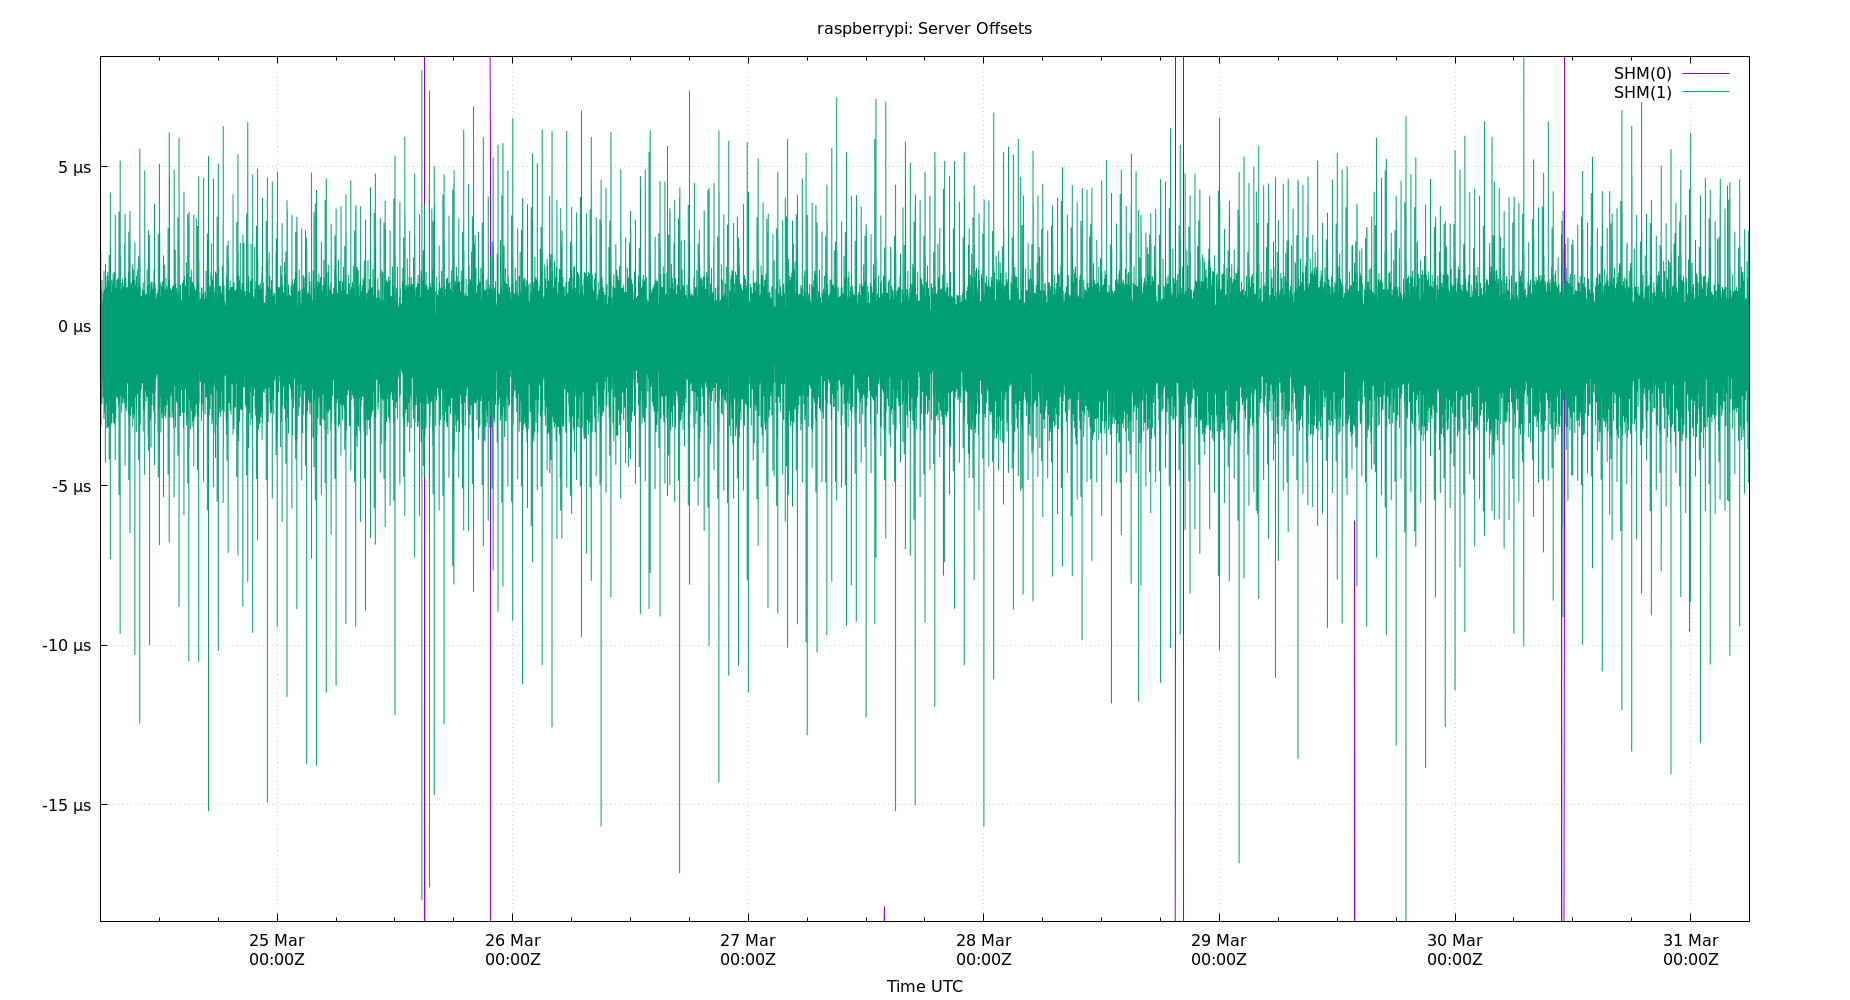 raspberrypi: Server Offsets
SHM(0)
SHM(1)
5 µs
0 µs
-5 µs
-10 µs
-15 µs
25 Mar 26 Mar 27 Mar 28 Mar 29 Mar 30 Mar 31 Mar
00:00Z 00:00Z 00:00Z 00:00Z 00:00Z 00:00Z 00:00Z
Time UTC